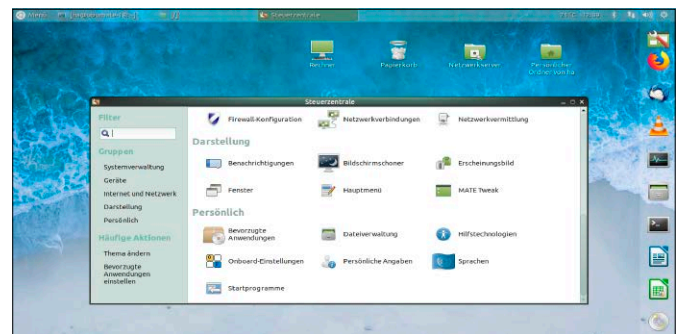 Menü
Steuerzentrale
Rechner
Papierkorb
Netzwerkserver
Persönlicher
Ordner von
Steuerzentrale
Filter
Gruppen
Systemverwaltung
Geräte
Internet und Netzwerk
Darstellung
Persönlich
Häufige Aktionen
Thema ändern
Bevorzugte
Anwendungen
einstellen
Firewall-Konfiguration
Netzwerkverbindungen
Netzwerkvermittlung
Darstellung
Benachrichtigungen
Bildschirmschoner
Erscheinungsbild
Fenster
Hauptmenü
MATE Tweak
Persönlich
Bevorzugte
Anwendungen
Dateiverwaltung
Hilfstechnologien
Onboard-Einstellungen
Persönliche Angaben
Sprachen
Startprogramme